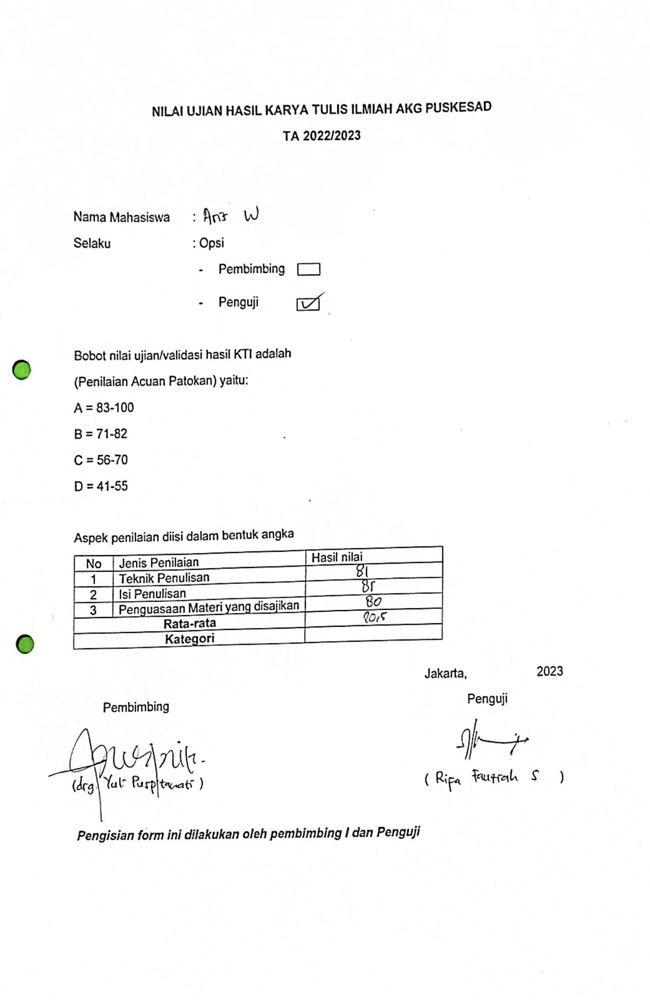 NILAI UJIAN HASIL KARYA TULIS ILMIAH AKG PUSKESAD
TA 2022/2023
Nama Mahasiswa : W
Selaku : Opsi
- Pembimbing
- Penguji ✓
Bobot nilai ujian/validasi hasil KTI adalah
(Penilaian Acuan Patokan) yaitu:
A = 83-100
B = 71-82
C = 56-70
D = 41-55
Aspek penilaian diisi dalam bentuk angka
No Jenis Penilaian Hasil nilai
1 Teknik Penulisan 81
2 Isi Penulisan 85
3 Penguasaan Materi yang disajikan 80
Rata-rata
Kategori
Jakarta, 2023
Pembimbing Penguji
(drg. Yuli Puspitawati) (Rifa Fauzrah S)
Pengisian form ini dilakukan oleh pembimbing I dan Penguji